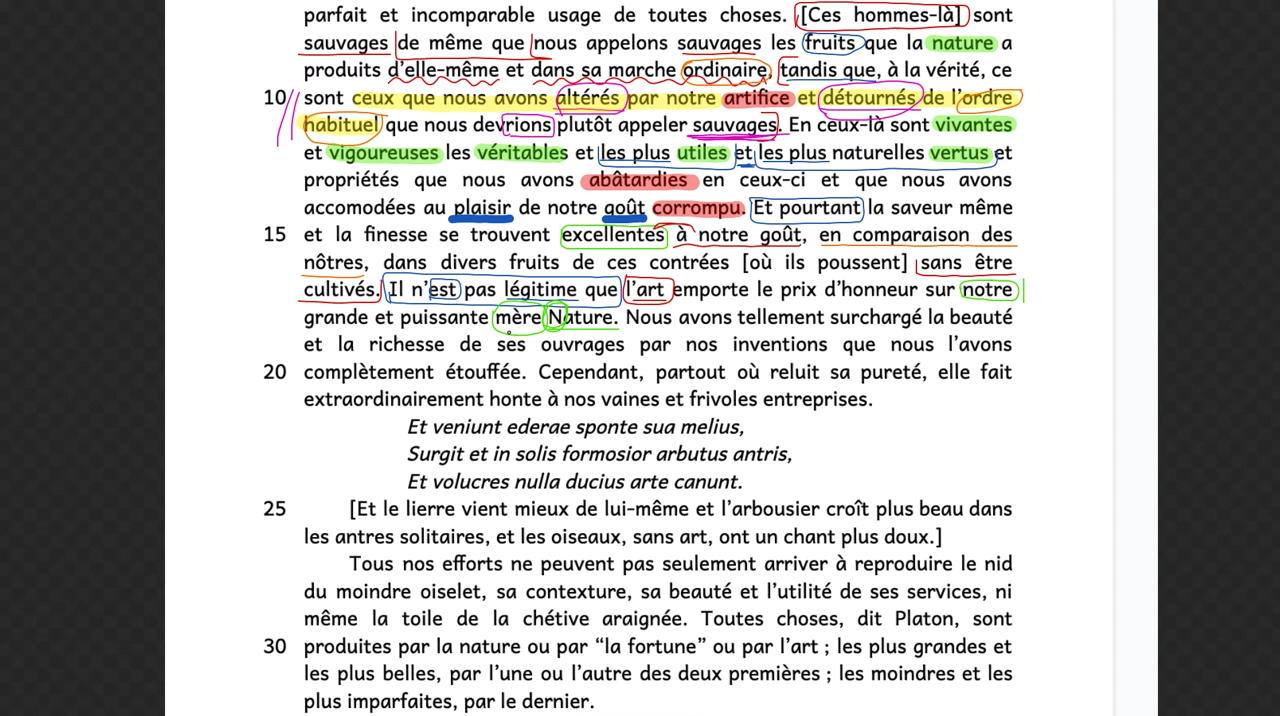 parfait et incomparable usage de toutes choses. [Ces hommes-là] sont
sauvages de même que nous appelons sauvages les fruits que la nature a
produits d’elle-même et dans sa marche ordinaire, tandis que, à la vérité, ce
10 sont ceux que nous avons altérés par notre artifice et détournés de l’ordre
habituel que nous devrions plutôt appeler sauvages. En ceux-là sont vivantes
et vigoureuses les véritables et les plus utiles et les plus naturelles vertus et
propriétés que nous avons abâtardies en ceux-ci et que nous avons
accomodées au plaisir de notre goût corrompu. Et pourtant la saveur même
15 et la finesse se trouvent excellentes à notre goût, en comparaison des
nôtres, dans divers fruits de ces contrées [où ils poussent] sans être
cultivés. Il n’est pas légitime que l’art emporte le prix d’honneur sur notre
grande et puissante mère Nature. Nous avons tellement surchargé la beauté
et la richesse de ses ouvrages par nos inventions que nous l’avons
20 complètement étouffée. Cependant, partout où reluit sa pureté, elle fait
extraordinairement honte à nos vaines et frivoles entreprises.
Et veniunt ederae sponte sua melius,
Surgit et in solis formosior arbutus antris,
Et volucres nulla ducius arte canunt.
25 [Et le lierre vient mieux de lui-même et l’arbousier croît plus beau dans
les antres solitaires, et les oiseaux, sans art, ont un chant plus doux.]
Tous nos efforts ne peuvent pas seulement arriver à reproduire le nid
du moindre oiselet, sa contexture, sa beauté et l’utilité de ses services, ni
même la toile de la chétive araignée. Toutes choses, dit Platon, sont
30 produites par la nature ou par “la fortune” ou par l’art ; les plus grandes et
les plus belles, par l’une ou l’autre des deux premières ; les moindres et les
plus imparfaites, par le dernier.